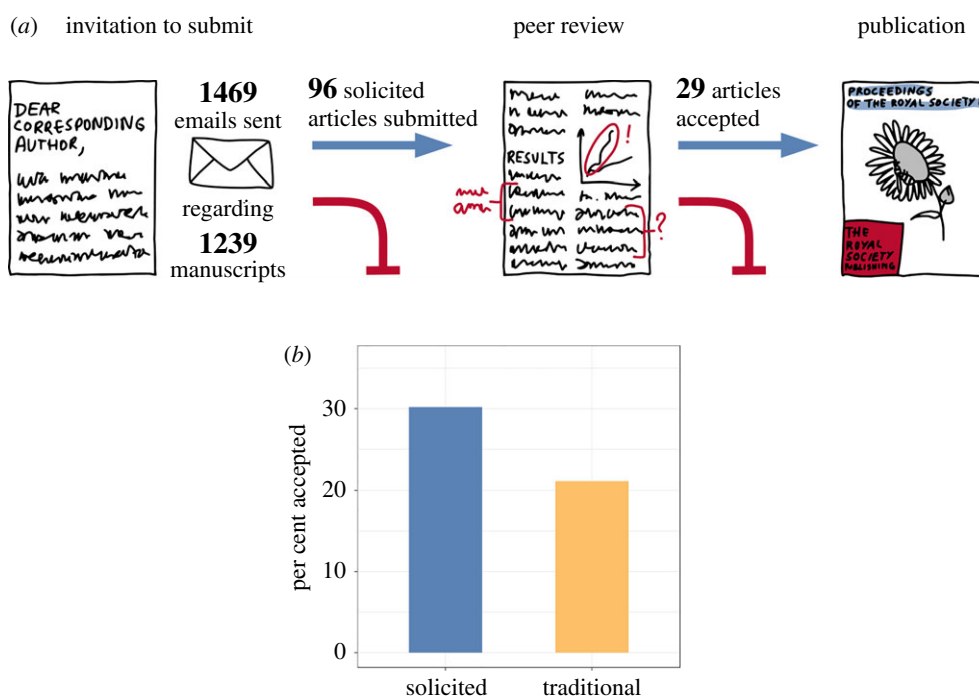 (a) invitation to submit
peer review
publication
DEAR
CORRESPONDING
AUTHOR,
1469
emails sent
regarding
1239
manuscripts
96 solicited
articles submitted
RESULTS
!
?
29 articles
accepted
PROCEEDINGS
OF THE ROYAL SOCIETY
THE
ROYAL
SOCIETY
PUBLISHING
(b)
per cent accepted
30
20
10
0
solicited
traditional